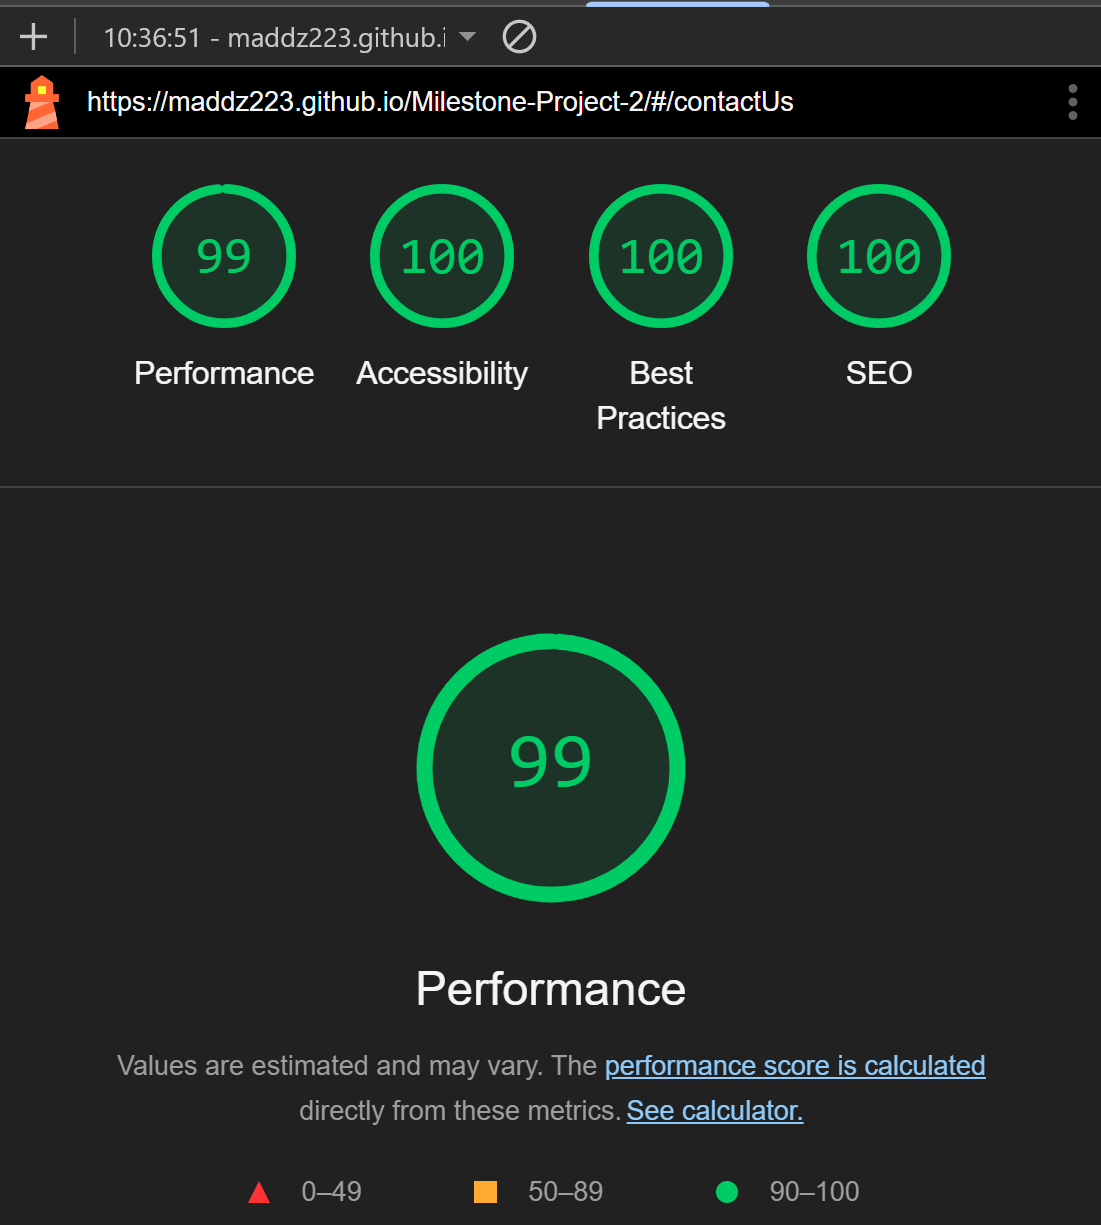 10:36:51 - maddz223.github.i
https://maddz223.github.io/Milestone-Project-2/#/contactUs
99 100 100 100
Performance Accessibility Best Practices SEO
99
Performance
Values are estimated and may vary. The performance score is calculated
directly from these metrics. See calculator.
0–49 50–89 90–100